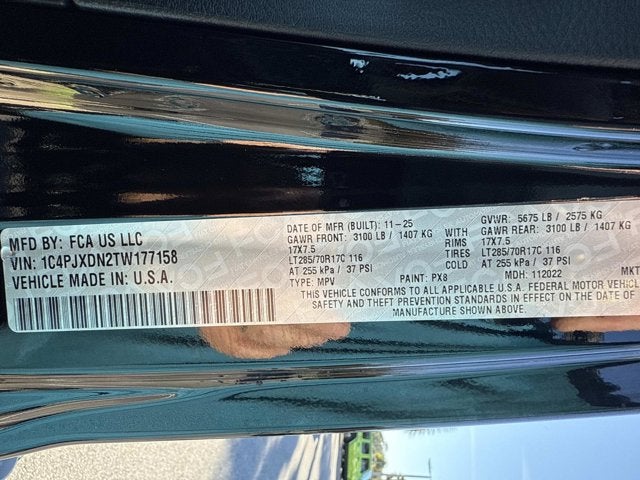 MFD BY: FCA US LLC
VIN: 1C4PJXDN2TW177158
VEHICLE MADE IN U.S.A.
DATE OF MFR (BUILT): 11-25 GVWR: 5675 LB / 2575 KG
GAWR FRONT: 3100 LB / 1407 KG WITH GAWR REAR: 3100 LB / 1407 KG
17X7.5 RIMS 17X7.5
LT285/70R17C 116 TIRES LT285/70R17C 116
AT 255 kPa / 37 PSI COLD AT 255 kPa / 37 PSI
TYPE: MPV PAINT: PX8 MDH: 112022 MKT
THIS VEHICLE CONFORMS TO ALL APPLICABLE U.S.A. FEDERAL MOTOR VEHICLE
SAFETY AND THEFT PREVENTION STANDARDS IN EFFECT ON THE DATE OF
MANUFACTURE SHOWN ABOVE.